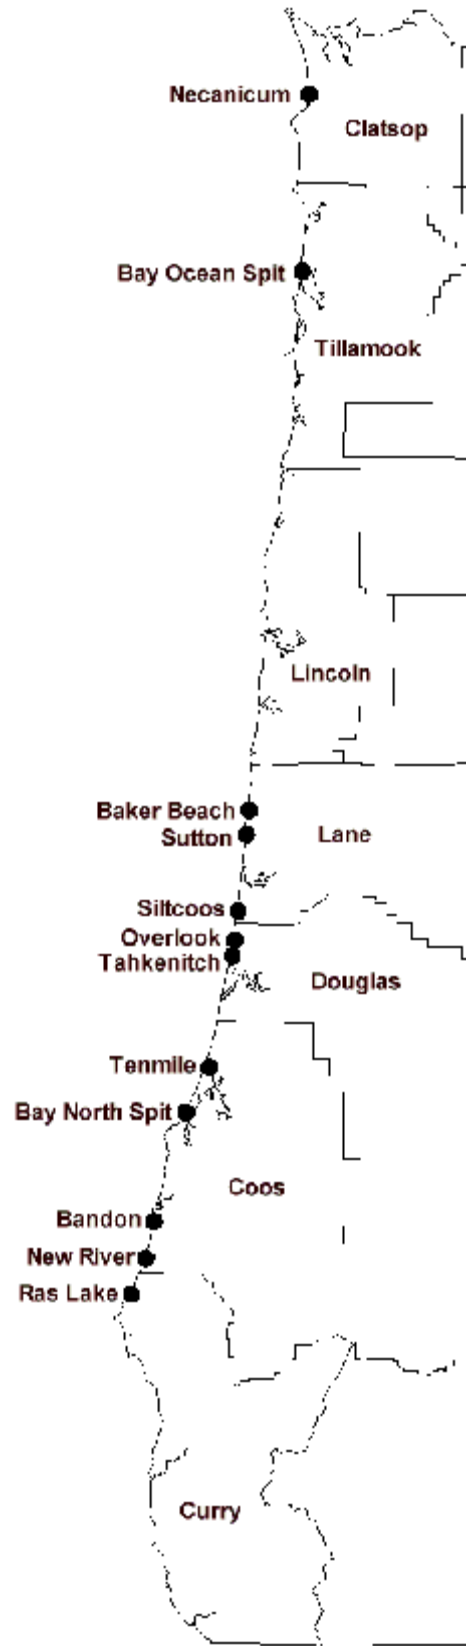 Necanicum
Clatsop
Bay Ocean Spit
Tillamook
Lincoln
Baker Beach
Sutton
Lane
Siltcoos
Overlook
Tahkenitch
Douglas
Tenmile
Bay North Spit
Coos
Bandon
New River
Ras Lake
Curry